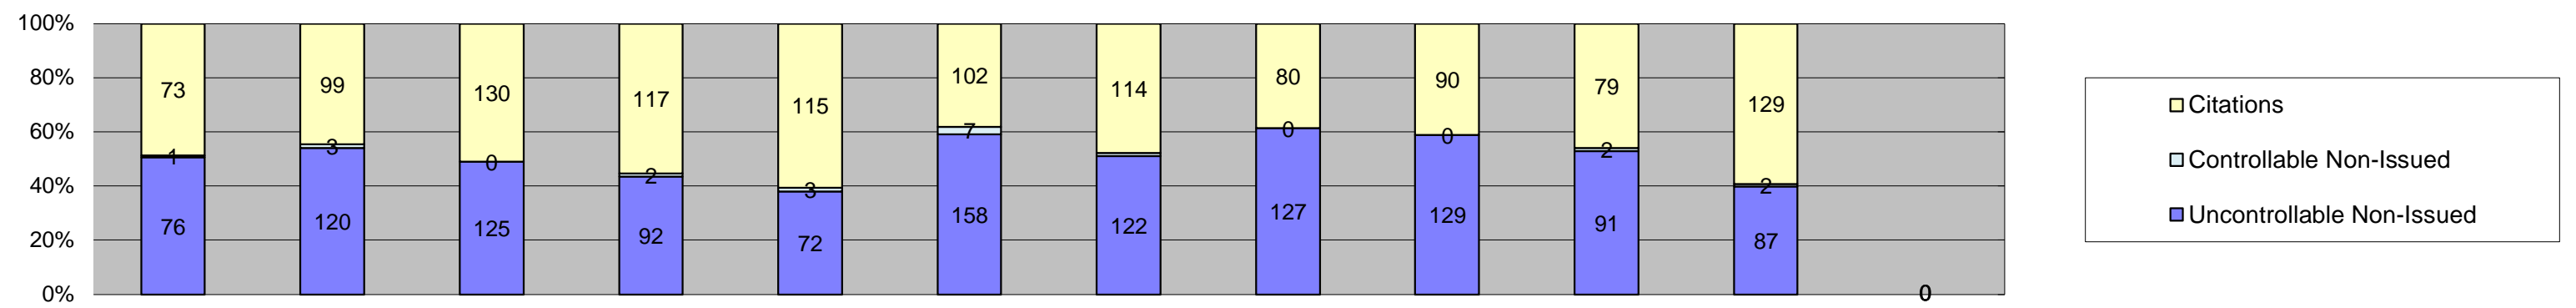 100%
80%
60%
40%
20%
0%
73 99 130 117 115 102 114 80 90 79 129
1 3 0 2 3 7 0 0 2 2
76 120 125 92 72 158 122 127 129 91 87 0
Citations
Controllable Non-Issued
Uncontrollable Non-Issued